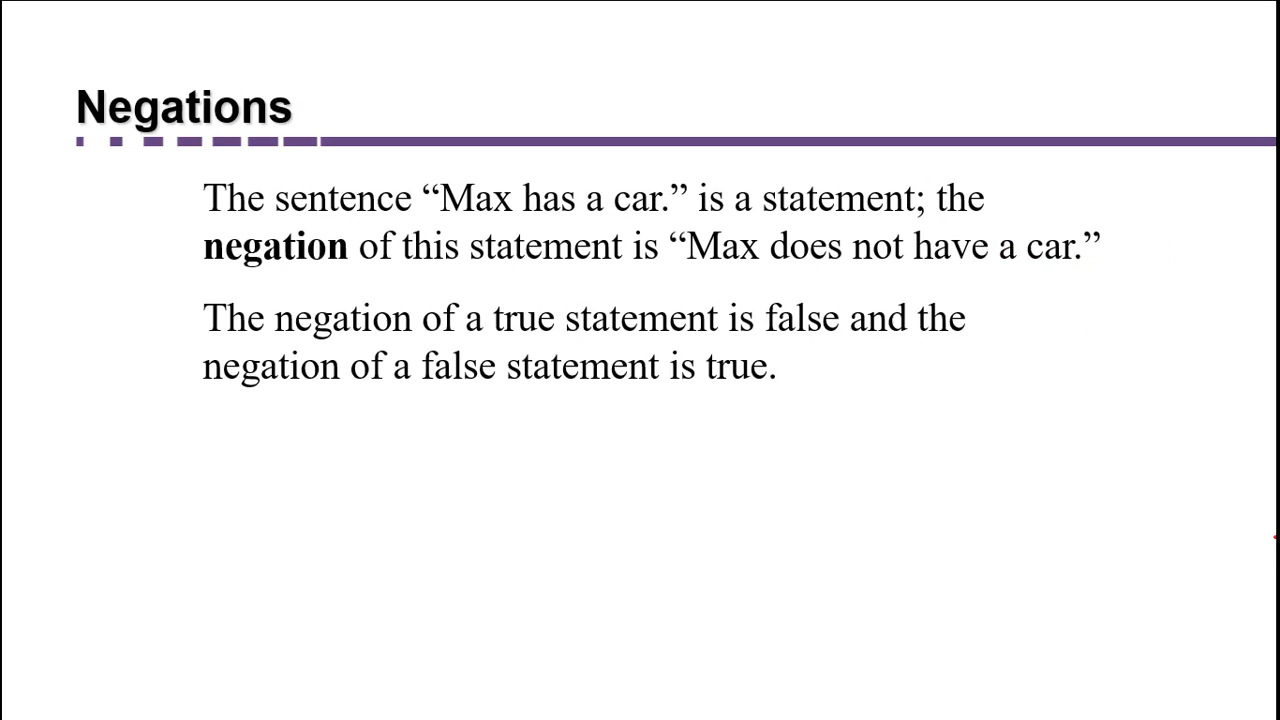 Negations
The sentence “Max has a car.” is a statement; the
negation of this statement is “Max does not have a car.”
The negation of a true statement is false and the
negation of a false statement is true.